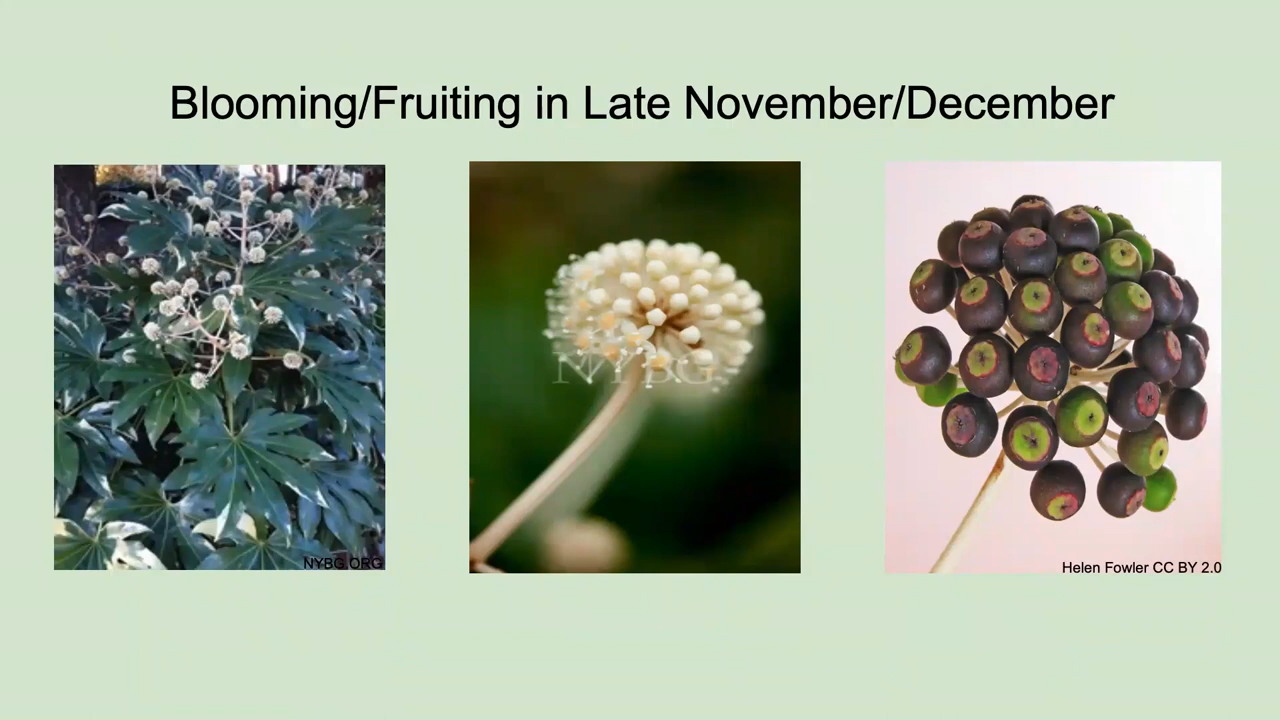 Blooming/Fruiting in Late November/December
NYBG
NYBG.ORG
Helen Fowler CC BY 2.0